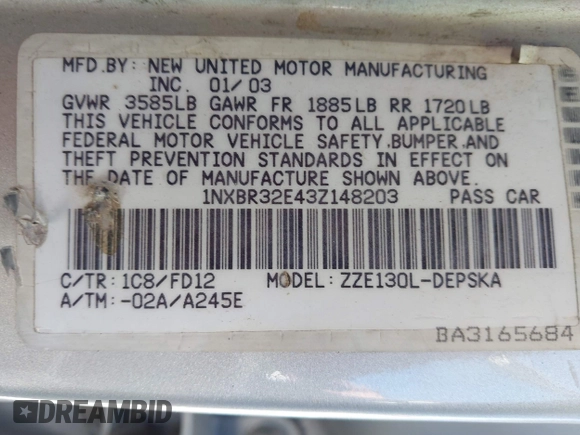 MFD.BY: NEW UNITED MOTOR MANUFACTURING
INC. 01/03
GVWR 3585LB GAWR FR 1885LB RR 1720LB
THIS VEHICLE CONFORMS TO ALL APPLICABLE
FEDERAL MOTOR VEHICLE SAFETY,BUMPER,AND
THEFT PREVENTION STANDARDS IN EFFECT ON
THE DATE OF MANUFACTURE SHOWN ABOVE.
1NXBR32E43Z148203 PASS CAR
C/TR: 1C8/FD12 MODEL: ZZE130L-DEPSKA
A/TM: -02A/A245E
BA3165684
DREAMBID